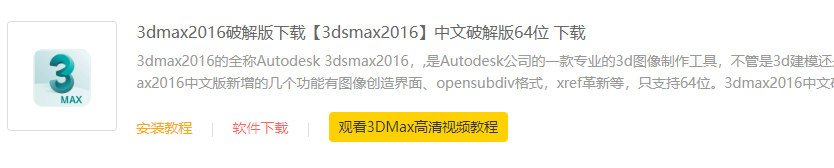 3dmax2016破解版下载【3dsmax2016】中文破解版64位 下载
3dmax2016的全称Autodesk 3dsmax2016，,是Autodesk公司的一款专业的3d图像制作工具，不管是3d建模还
ax2016中文版新增的几个功能有图像创造界面、opensubdiv格式，xref革新等，只支持64位。3dmax2016中文
3
MAX
安装教程 软件下载 观看3DMax高清视频教程